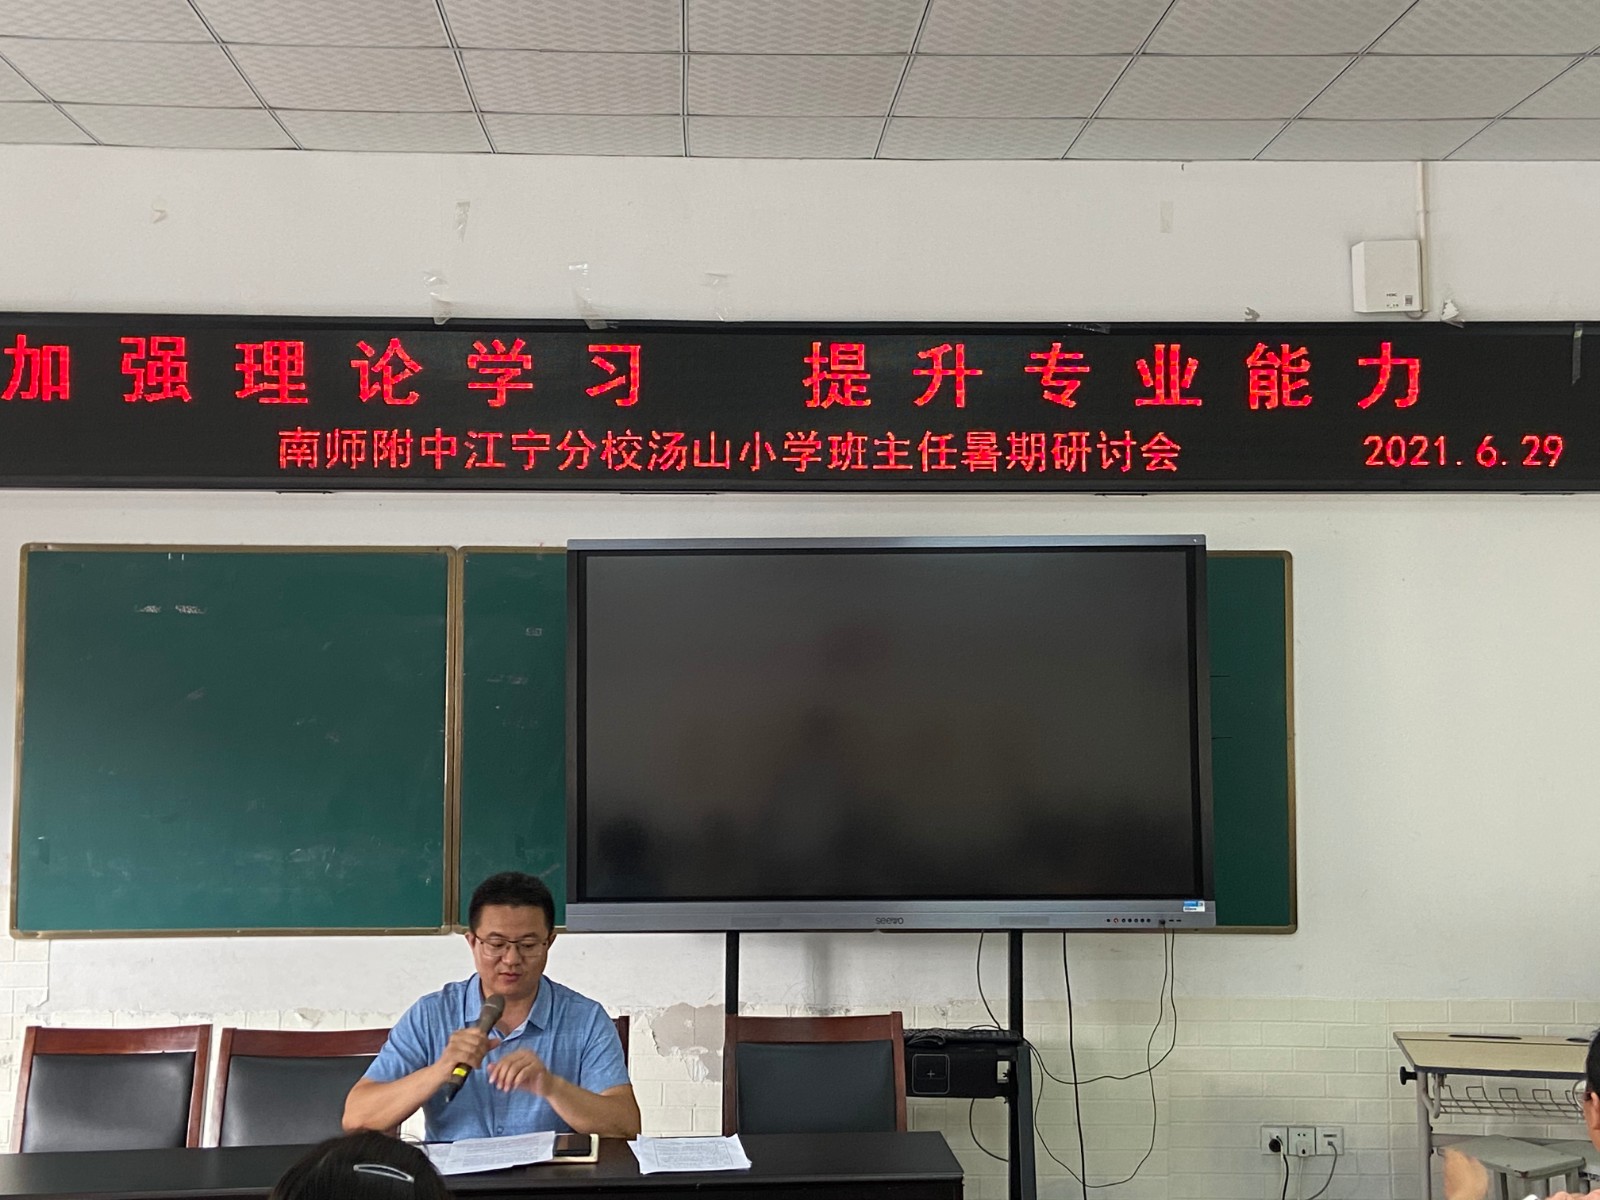 加强理论学习 提升专业能力
南师附中江宁分校汤山小学班主任暑期研讨会 2021.6.29
seewo